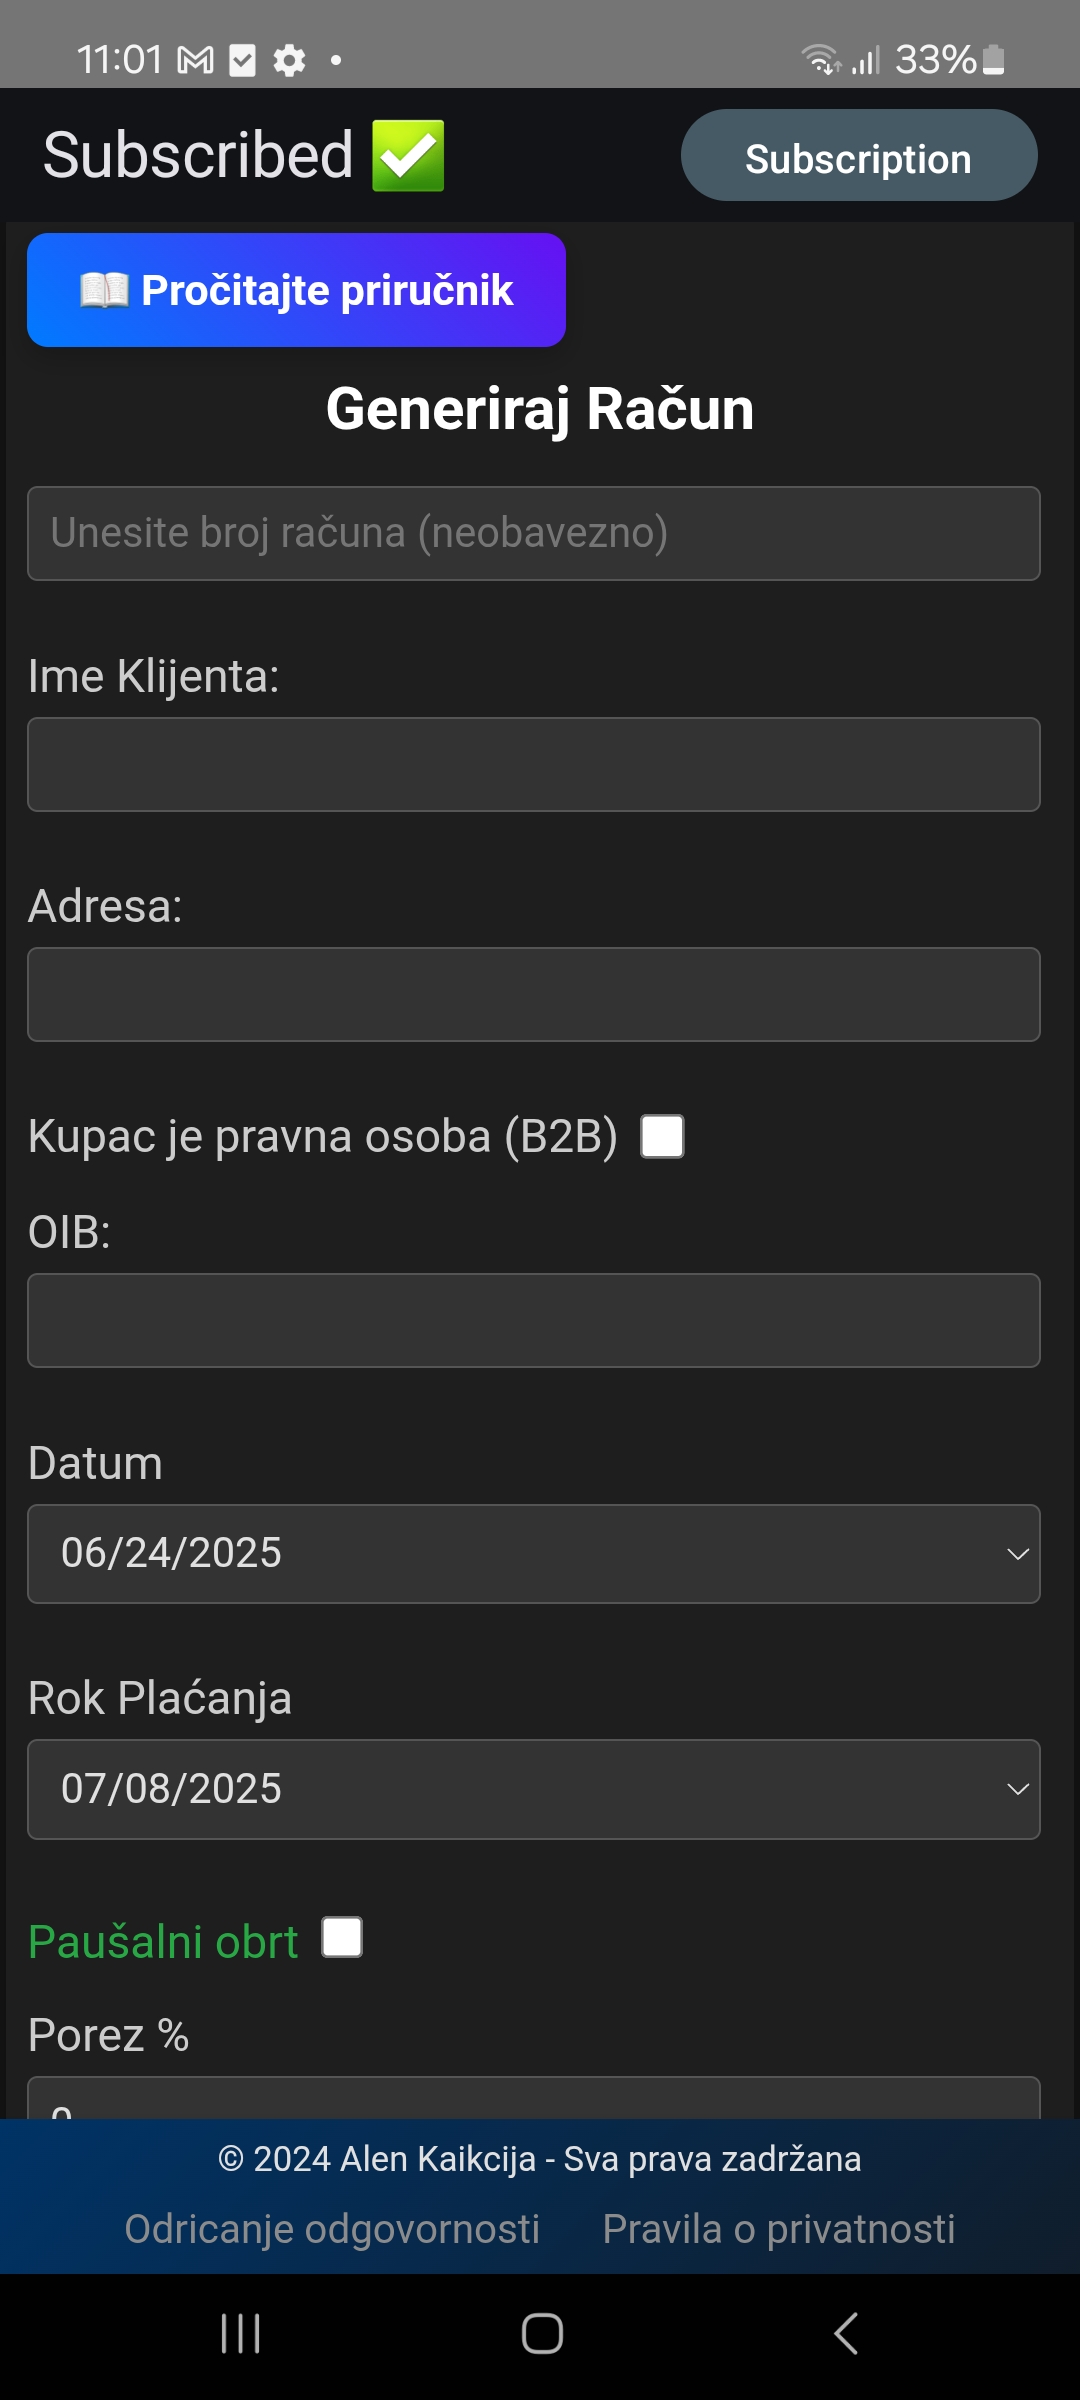 11:01 33%
Subscribed ✅ Subscription
📖 Pročitajte priručnik
Generiraj Račun
Unesite broj računa (neobavezno)
Ime Klijenta:
Adresa:
Kupac je pravna osoba (B2B)
OIB:
Datum
06/24/2025
Rok Plaćanja
07/08/2025
Paušalni obrt
Porez %
0
© 2024 Alen Kaikcija - Sva prava zadržana
Odricanje odgovornosti Pravila o privatnosti